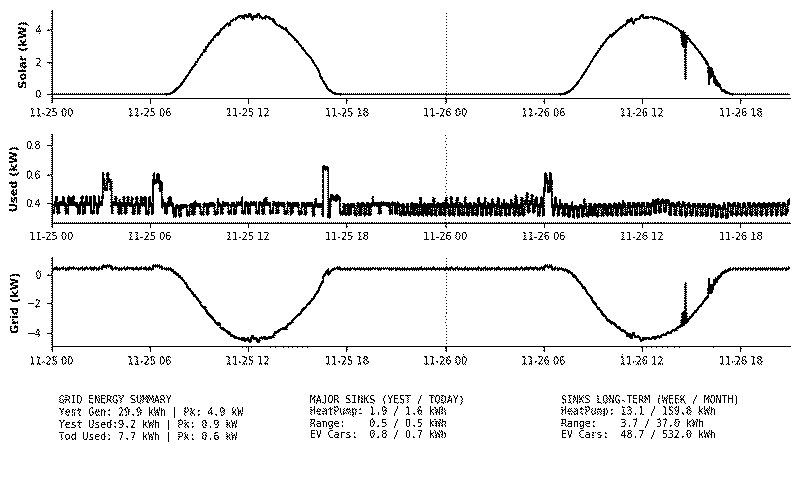 Solar (kW)
4
2
0
11-25 00 11-25 06 11-25 12 11-25 18 11-26 00 11-26 06 11-26 12 11-26 18
Used (kW)
0.8
0.6
0.4
11-25 00 11-25 06 11-25 12 11-25 18 11-26 00 11-26 06 11-26 12 11-26 18
Grid (kW)
0
−2
−4
11-25 00 11-25 06 11-25 12 11-25 18 11-26 00 11-26 06 11-26 12 11-26 18
GRID ENERGY SUMMARY
Yest Gen: 29.9 kWh | Pk: 4.9 kW
Yest Used:9.2 kWh | Pk: 0.9 kW
Tod Used: 7.7 kWh | Pk: 0.6 kW
MAJOR SINKS (YEST / TODAY)
HeatPump: 1.9 / 1.6 kWh
Range: 0.5 / 0.5 kWh
EV Cars: 0.8 / 0.7 kWh
SINKS LONG-TERM (WEEK / MONTH)
HeatPump: 13.1 / 159.8 kWh
Range: 3.7 / 37.0 kWh
EV Cars: 48.7 / 532.0 kWh